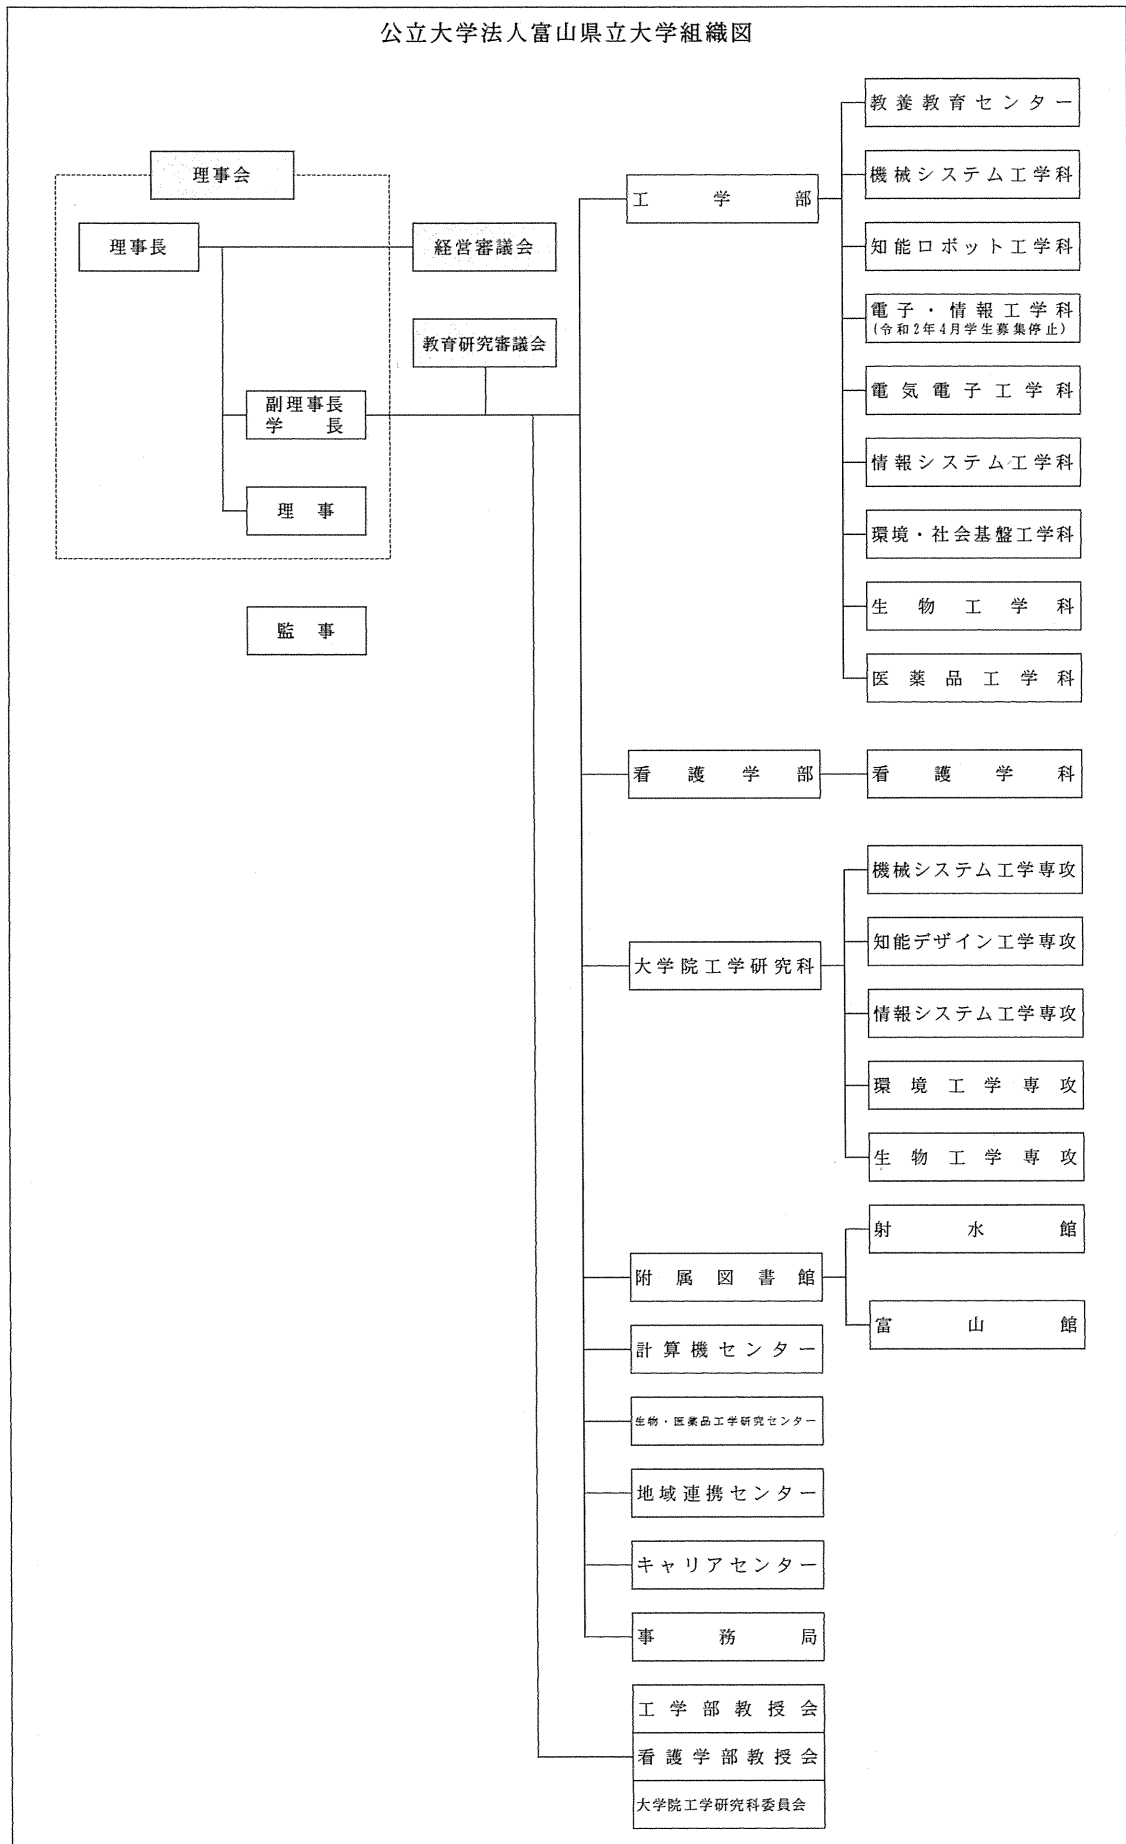 公立大学法人富山県立大学組織図
理事会
理事長
経営審議会
教育研究審議会
副理事長
学長
理事
監事
工学部
教養教育センター
機械システム工学科
知能ロボット工学科
電子・情報工学科
(令和2年4月学生募集停止)
電気電子工学科
情報システム工学科
環境・社会基盤工学科
生物工学科
医薬品工学科
看護学部
看護学科
大学院工学研究科
機械システム工学専攻
知能デザイン工学専攻
情報システム工学専攻
環境工学専攻
生物工学専攻
附属図書館
射水館
富山館
計算機センター
生物・医薬品工学研究センター
地域連携センター
キャリアセンター
事務局
工学部教授会
看護学部教授会
大学院工学研究科委員会